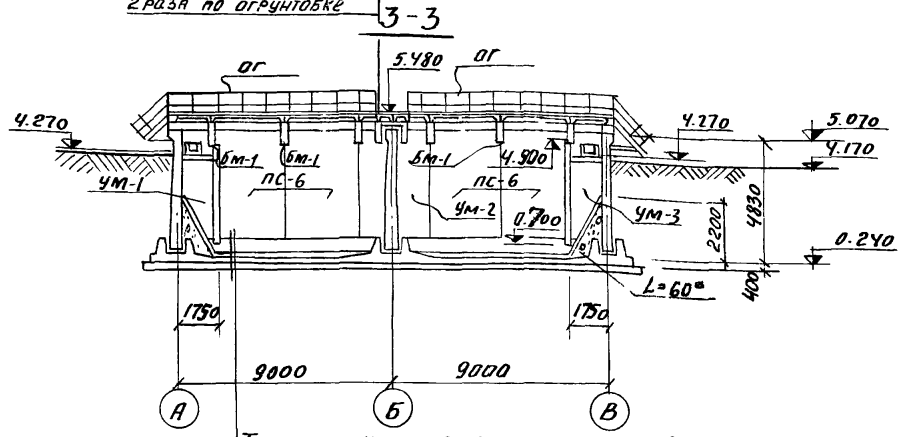 2 раза по огрунтовке
3-3
ОГ
5.480
ОГ
4.270
4.270
5.070
4.170
БМ-1
БМ-1
БМ-1
4.900
ПС-6
ПС-6
УМ-1
УМ-2
УМ-3
0.700
2200
4830
0.240
400
L=60°
1750
1750
9000
9000
А
Б
В